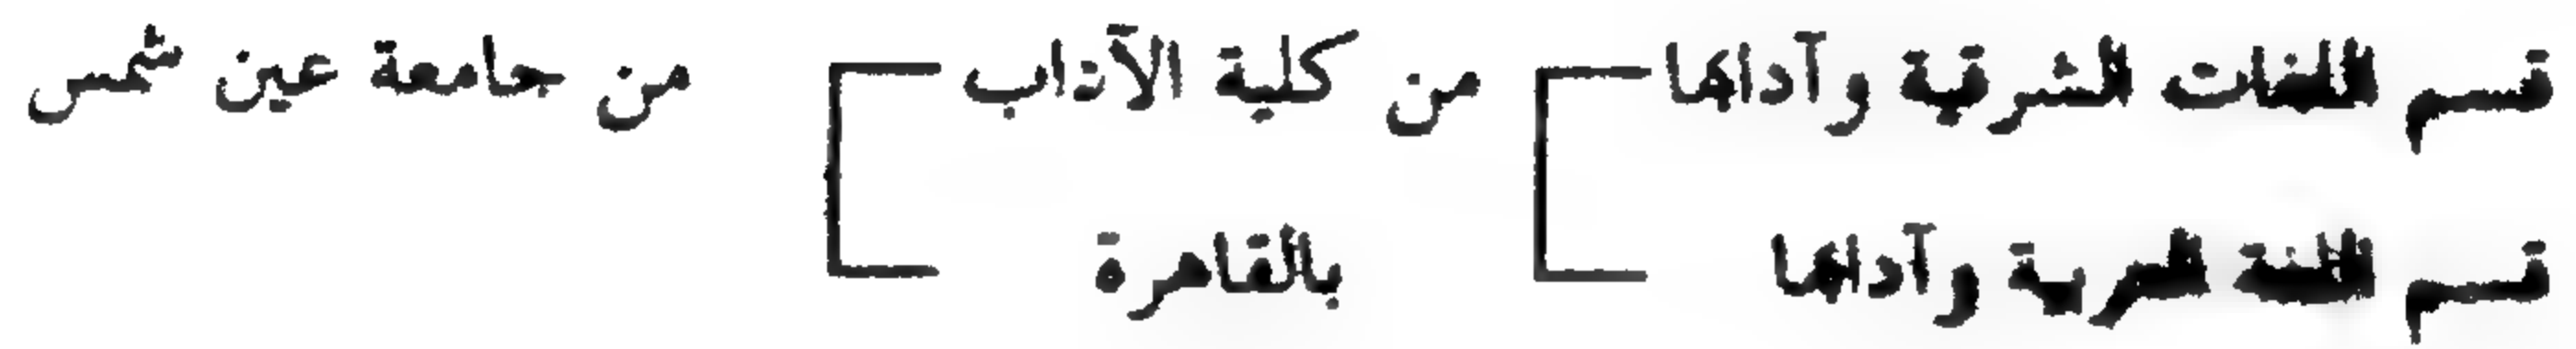 قسم اللغات الشرقية وآدابها من كلية الآداب من جامعة عين شمس
قسم اللغة العربية وآدابها بالقاهرة